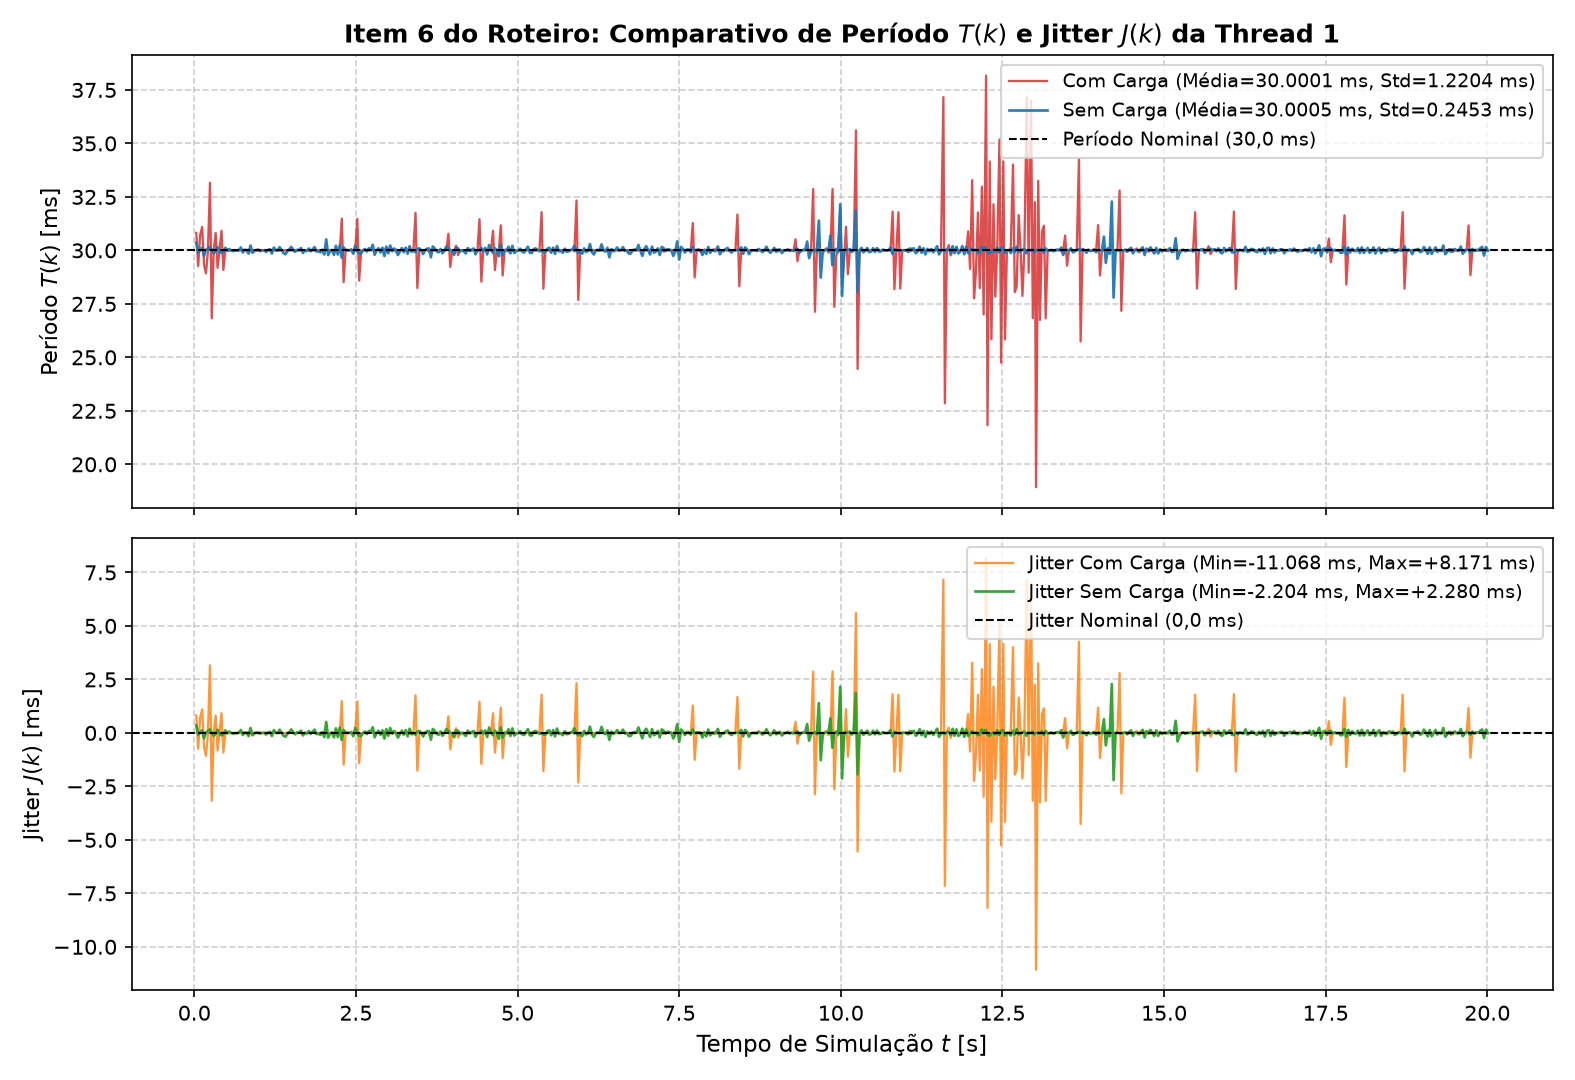 Item 6 do Roteiro: Comparativo de Período T(k) e Jitter J(k) da Thread 1
Com Carga (Média=30.0001 ms, Std=1.2204 ms)
Sem Carga (Média=30.0005 ms, Std=0.2453 ms)
Período Nominal (30,0 ms)
Período T(k) [ms]
37.5
35.0
32.5
30.0
27.5
25.0
22.5
20.0
Jitter Com Carga (Min=-11.068 ms, Max=+8.171 ms)
Jitter Sem Carga (Min=-2.204 ms, Max=+2.280 ms)
Jitter Nominal (0,0 ms)
Jitter J(k) [ms]
7.5
5.0
2.5
0.0
−2.5
−5.0
−7.5
−10.0
0.0 2.5 5.0 7.5 10.0 12.5 15.0 17.5 20.0
Tempo de Simulação t [s]